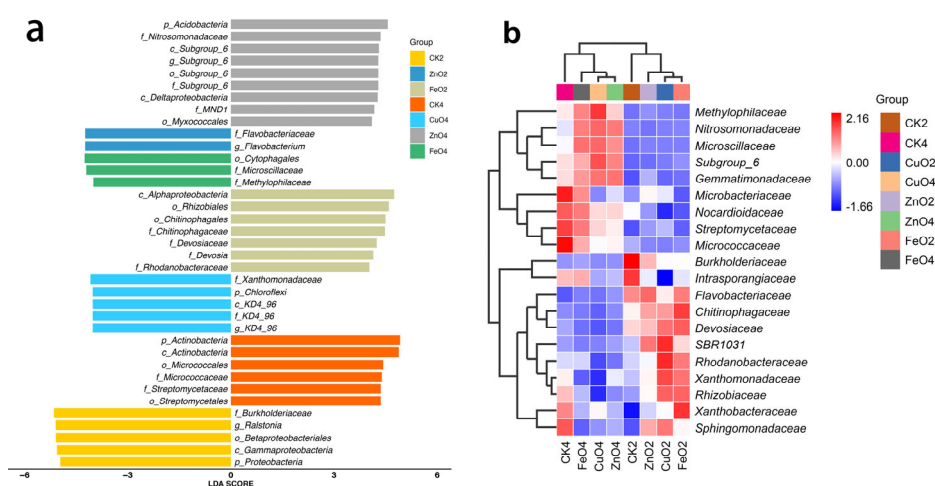 a
p_Acidobacteria
f_Nitrosomonadaceae
c_Subgroup_6
g_Subgroup_6
o_Subgroup_6
f_Subgroup_6
c_Deltaproteobacteria
f_MND1
o_Myxococcales
f_Flavobacteriaceae
g_Flavobacterium
o_Cytophagales
f_Microscillaceae
f_Methylophilaceae
c_Alphaproteobacteria
o_Rhizobiales
o_Chitinophagales
f_Chitinophagaceae
f_Devosiaceae
f_Devosia
f_Rhodanobacteraceae
f_Xanthomonadaceae
p_Chloroflexi
c_KD4_96
f_KD4_96
g_KD4_96
p_Actinobacteria
c_Actinobacteria
o_Micrococcales
f_Micrococcaceae
f_Streptomycetaceae
o_Streptomycetales
f_Burkholderiaceae
g_Ralstonia
o_Betaproteobacteriales
c_Gammaproteobacteria
p_Proteobacteria
-6 -3 0 3 6
LDA SCORE
Group
CK2
ZnO2
FeO2
CK4
CuO4
ZnO4
FeO4
b
Methylophilaceae
Nitrosomonadaceae
Microscillaceae
Subgroup_6
Gemmatimonadaceae
Microbacteriaceae
Nocardioidaceae
Streptomycetaceae
Micrococcaceae
Burkholderiaceae
Intrasporangiaceae
Flavobacteriaceae
Chitinophagaceae
Devosiaceae
SBR1031
Rhodanobacteraceae
Xanthomonadaceae
Rhizobiaceae
Xanthobacteraceae
Sphingomonadaceae
CK4 FeO4 CuO4 ZnO4 CK2 ZnO2 CuO2 FeO2
2.16
0.00
-1.66
Group
CK2
CK4
CuO2
CuO4
ZnO2
ZnO4
FeO2
FeO4